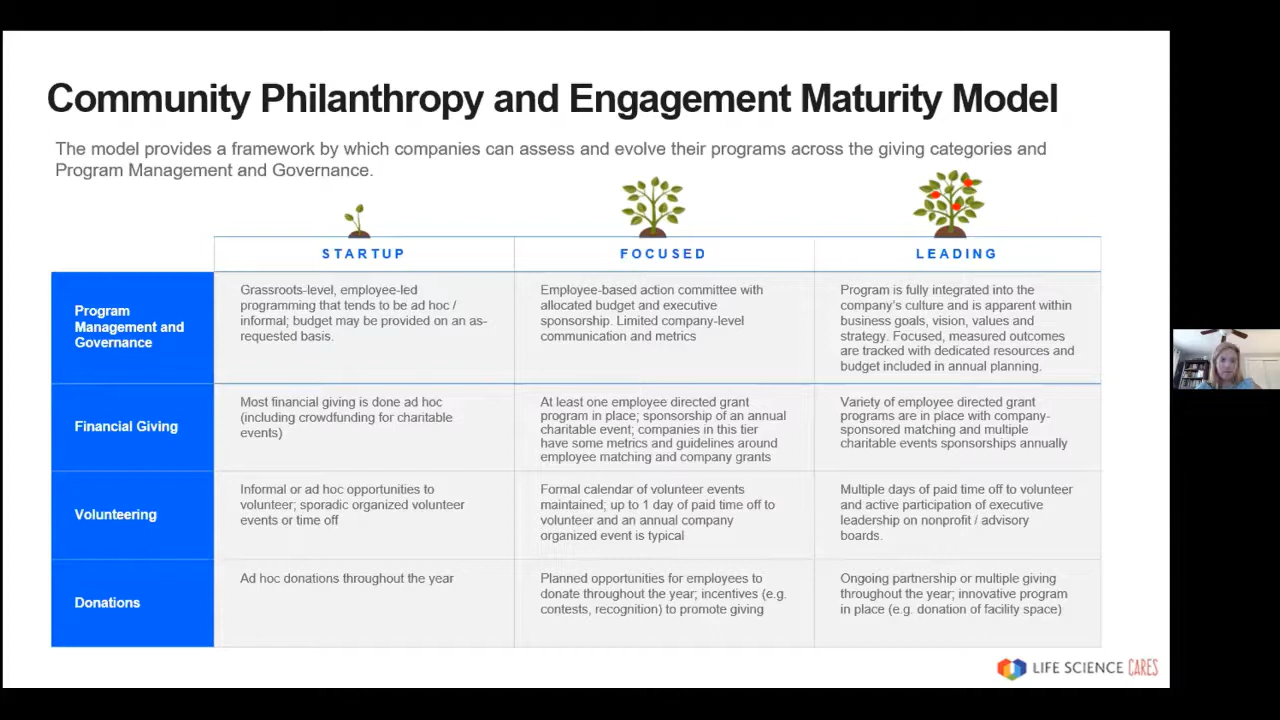 Community Philanthropy and Engagement Maturity Model
The model provides a framework by which companies can assess and evolve their programs across the giving categories and
Program Management and Governance.
STARTUP
FOCUSED
LEADING
Program
Management and
Governance
Grassroots-level, employee-led
programming that tends to be ad hoc /
informal; budget may be provided on an as-
requested basis.
Employee-based action committee with
allocated budget and executive
sponsorship. Limited company-level
communication and metrics
Program is fully integrated into the
company's culture and is apparent within
business goals, vision, values and
strategy. Focused, measured outcomes
are tracked with dedicated resources and
budget included in annual planning.
Financial Giving
Most financial giving is done ad hoc
(including crowdfunding for charitable
events)
At least one employee directed grant
program in place; sponsorship of an annual
charitable event; companies in this tier
have some metrics and guidelines around
employee matching and company grants
Variety of employee directed grant
programs are in place with company-
sponsored matching and multiple
charitable events sponsorships annually
Volunteering
Informal or ad hoc opportunities to
volunteer; sporadic organized volunteer
events or time off
Formal calendar of volunteer events
maintained; up to 1 day of paid time off to
volunteer and an annual company
organized event is typical
Multiple days of paid time off to volunteer
and active participation of executive
leadership on nonprofit / advisory
boards.
Donations
Ad hoc donations throughout the year
Planned opportunities for employees to
donate throughout the year; incentives (e.g.
contests, recognition) to promote giving
Ongoing partnership or multiple giving
throughout the year; innovative program
in place (e.g. donation of facility space)
LIFE SCIENCE CARES